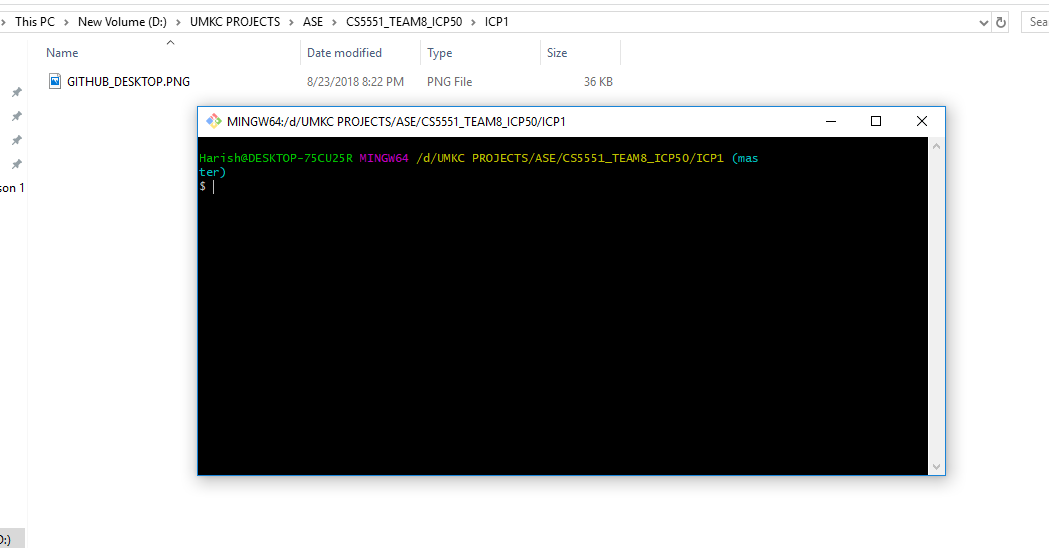 This PC > New Volume (D:) > UMKC PROJECTS > ASE > CS5551_TEAM8_ICP50 > ICP1
Sea
Name Date modified Type Size
GITHUB_DESKTOP.PNG 8/23/2018 8:22 PM PNG File 36 KB
MINGW64:/d/UMKC PROJECTS/ASE/CS5551_TEAM8_ICP50/ICP1
Harish@DESKTOP-75CU25R MINGW64 /d/UMKC PROJECTS/ASE/CS5551_TEAM8_ICP50/ICP1 (mas
ter)
$
son 1
D:)